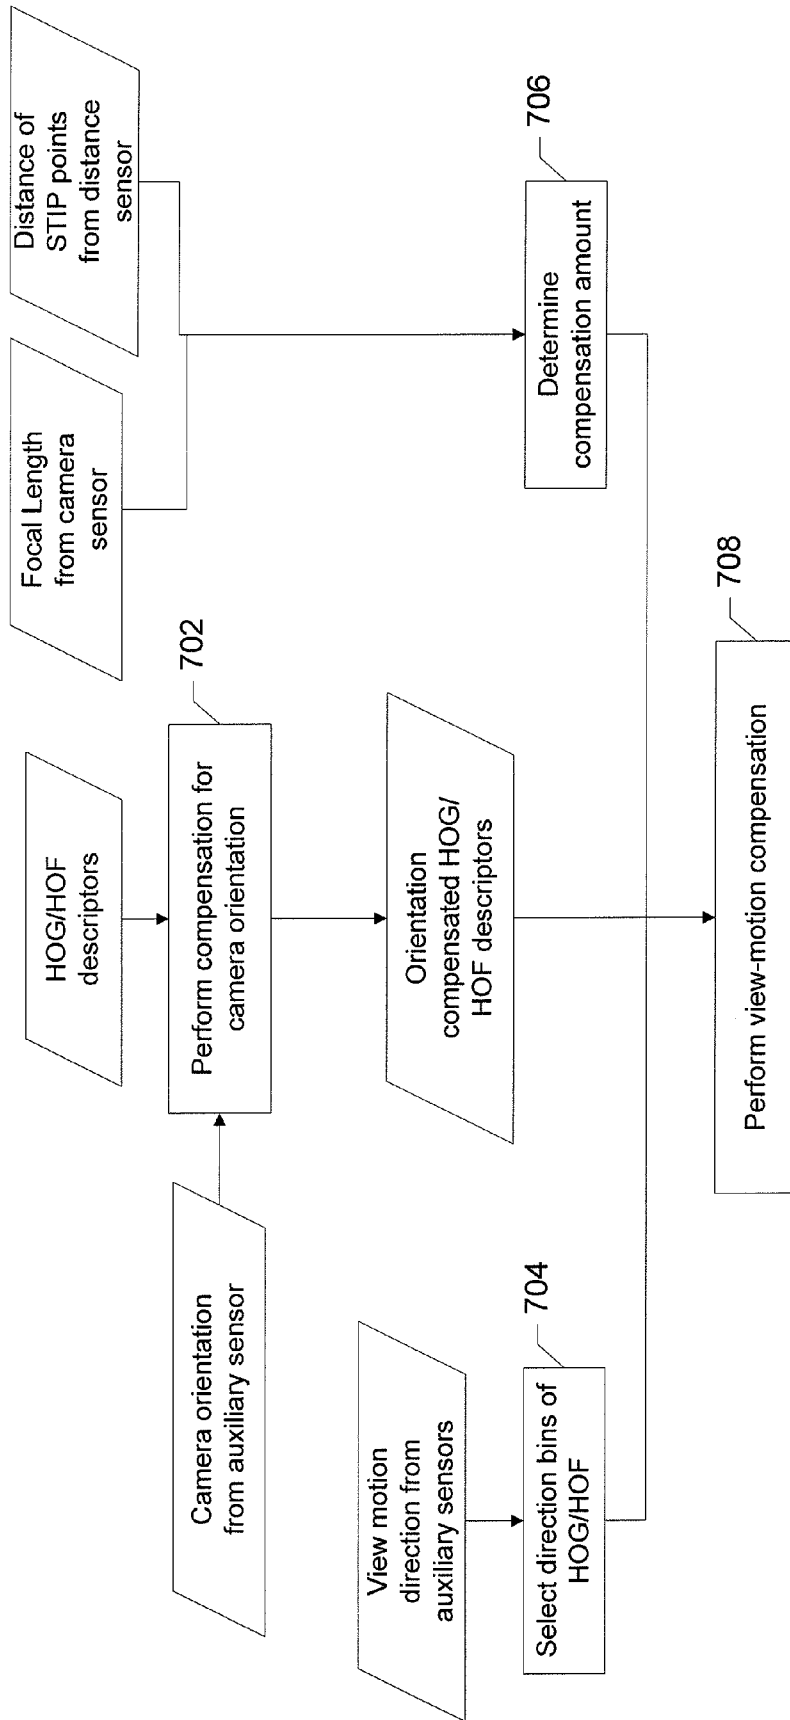 HOG/HOF
descriptors
Focal Length
from camera
sensor
Distance of
STIP points
from distance
sensor
Camera orientation
from auxiliary sensor
Perform compensation for
camera orientation
702
View motion
direction from
auxiliary sensors
Orientation
compensated HOG/
HOF descriptors
Select direction bins of
HOG/HOF
704
Determine
compensation amount
706
Perform view-motion compensation
708